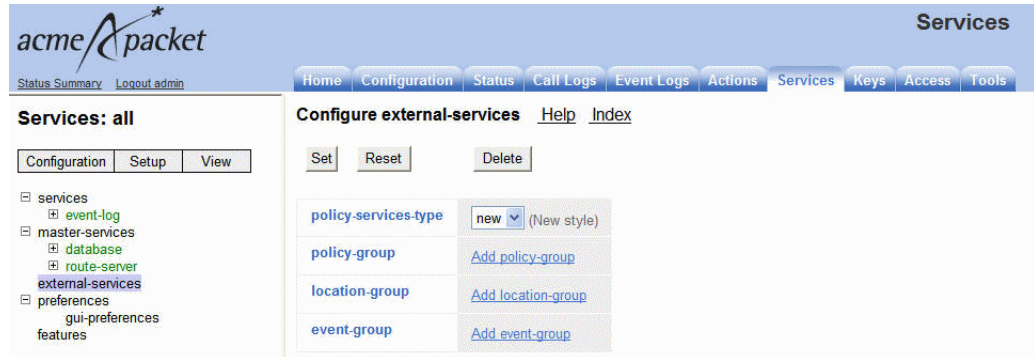 acme packet
Services
Status Summary Logout admin
Home Configuration Status Call Logs Event Logs Actions Services Keys Access Tools
Services: all
Configuration Setup View
services
event-log
master-services
database
route-server
external-services
preferences
gui-preferences
features
Configure external-services Help Index
Set Reset Delete
policy-services-type new (New style)
policy-group Add policy-group
location-group Add location-group
event-group Add event-group